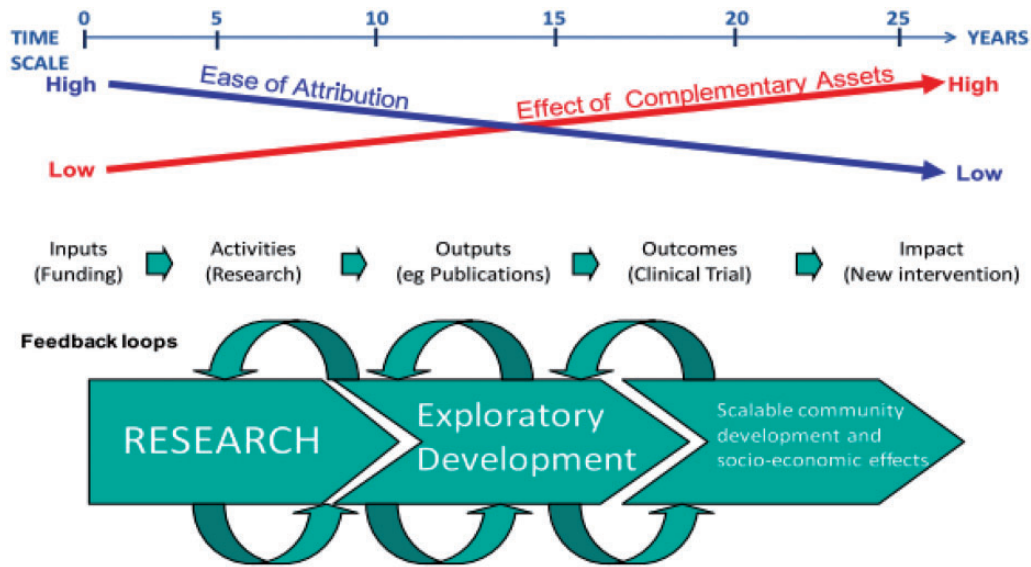 0 5 10 15 20 25
TIME SCALE
YEARS
High
Ease of Attribution
Effect of Complementary Assets
High
Low
Low
Inputs
(Funding)
Activities
(Research)
Outputs
(eg Publications)
Outcomes
(Clinical Trial)
Impact
(New intervention)
Feedback loops
RESEARCH
Exploratory
Development
Scalable community
development and
socio-economic effects